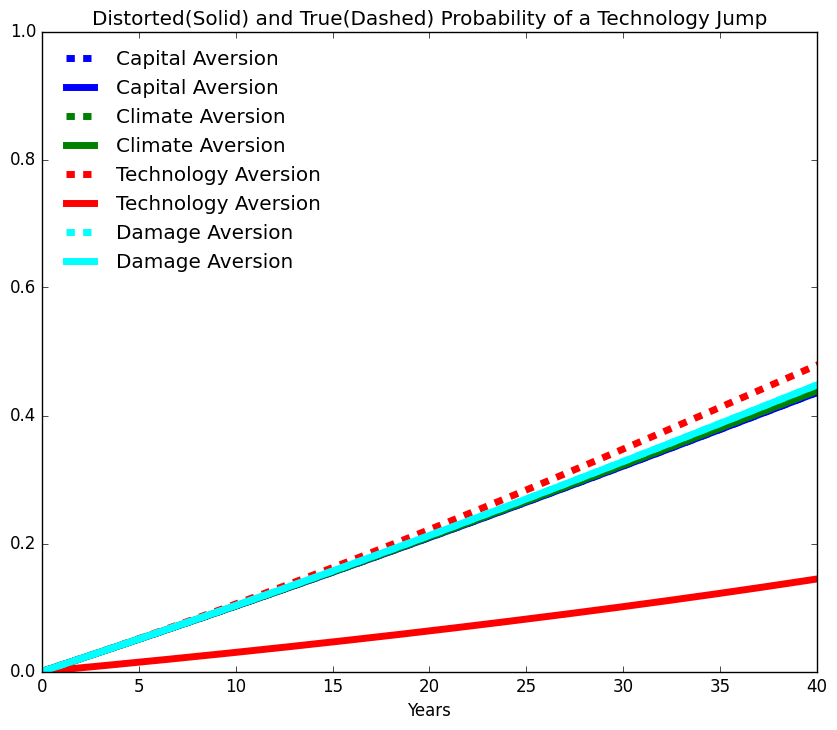 Distorted(Solid) and True(Dashed) Probability of a Technology Jump
1.0
Capital Aversion
Capital Aversion
Climate Aversion
Climate Aversion
Technology Aversion
Technology Aversion
Damage Aversion
Damage Aversion
0.8
0.6
0.4
0.2
0.0
0 5 10 15 20 25 30 35 40
Years